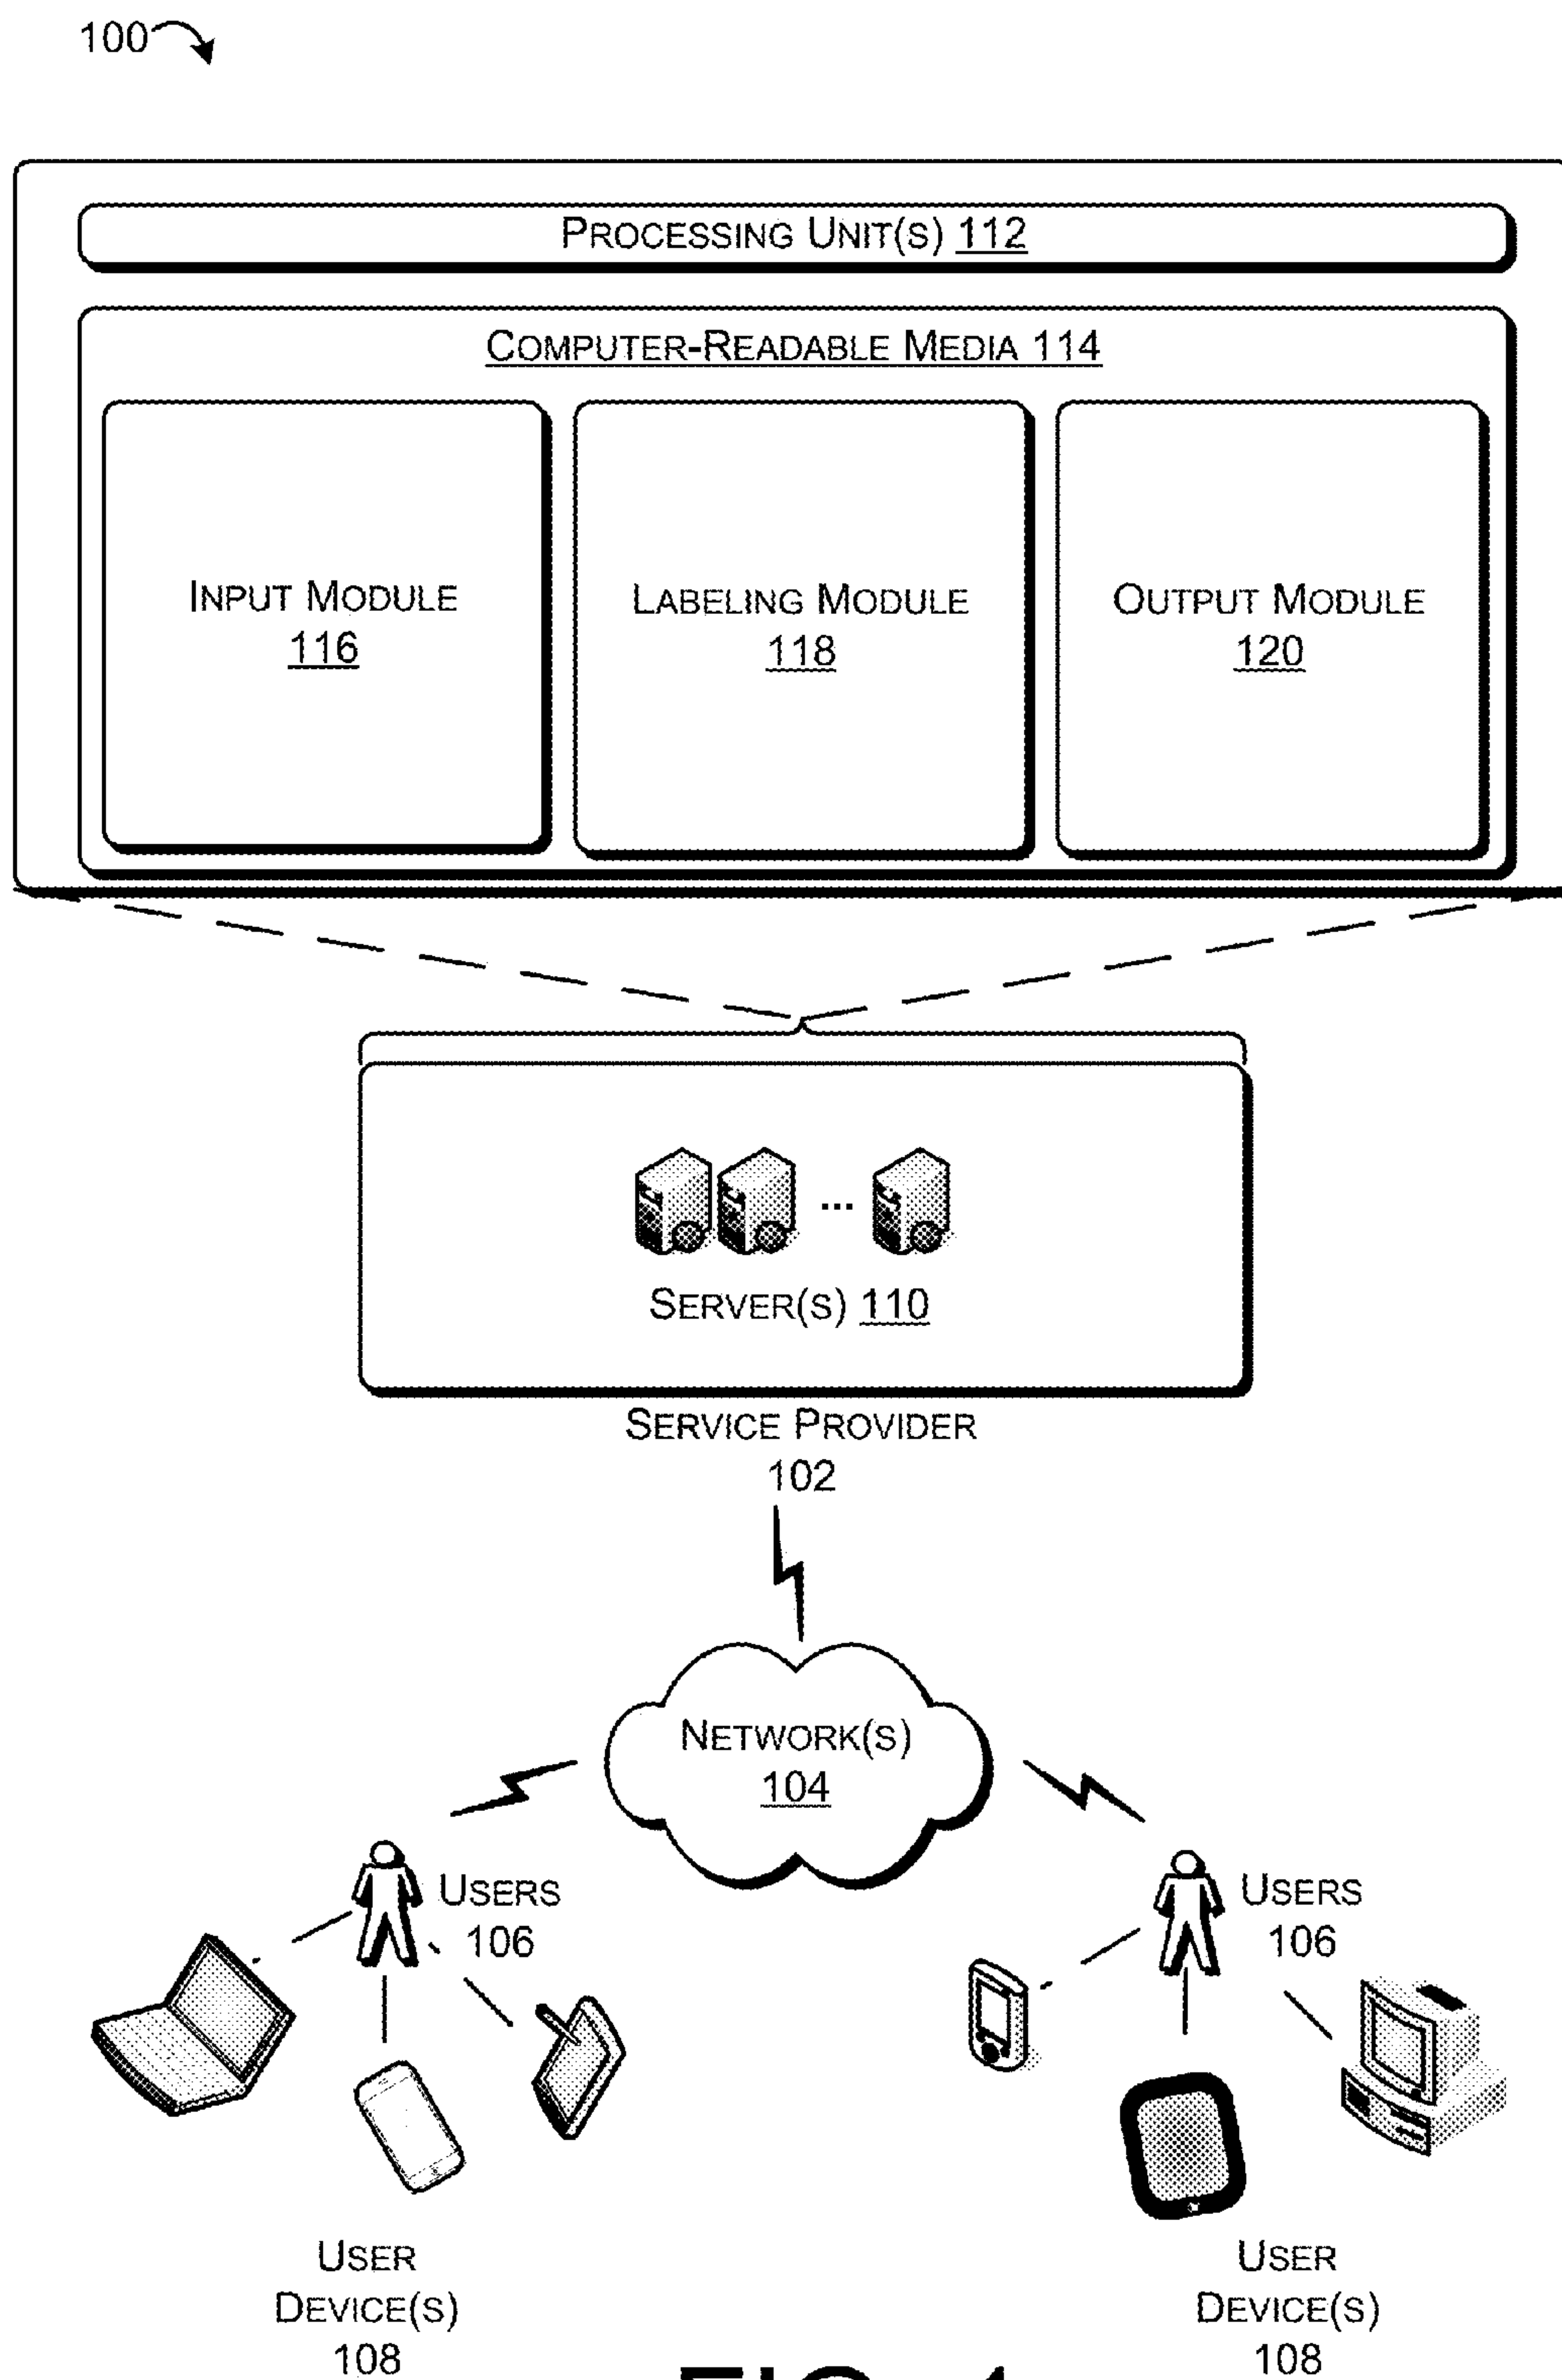 100
PROCESSING UNIT(S) 112
COMPUTER-READABLE MEDIA 114
INPUT MODULE
116
LABELING MODULE
118
OUTPUT MODULE
120
...
SERVER(S) 110
SERVICE PROVIDER
102
NETWORK(S)
104
USERS
106
USERS
106
USER
DEVICE(S)
108
USER
DEVICE(S)
108